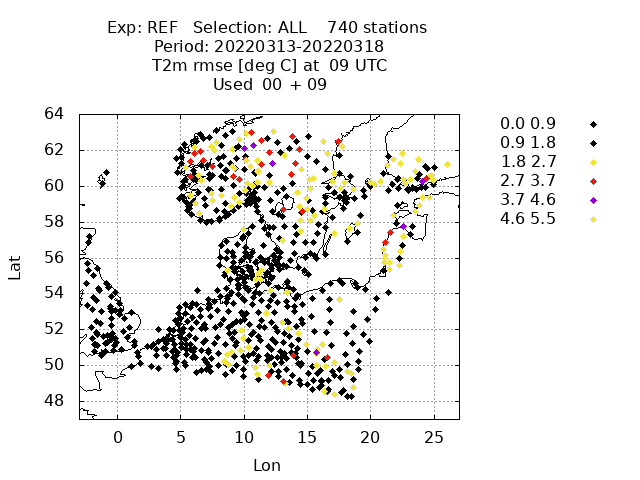 Exp: REF   Selection: ALL    740 stations
Period: 20220313-20220318
T2m rmse [deg C] at  09 UTC
Used  00 + 09
64
62
60
58
56
54
52
50
48
0 5 10 15 20 25
Lat
Lon
0.0 0.9
0.9 1.8
1.8 2.7
2.7 3.7
3.7 4.6
4.6 5.5